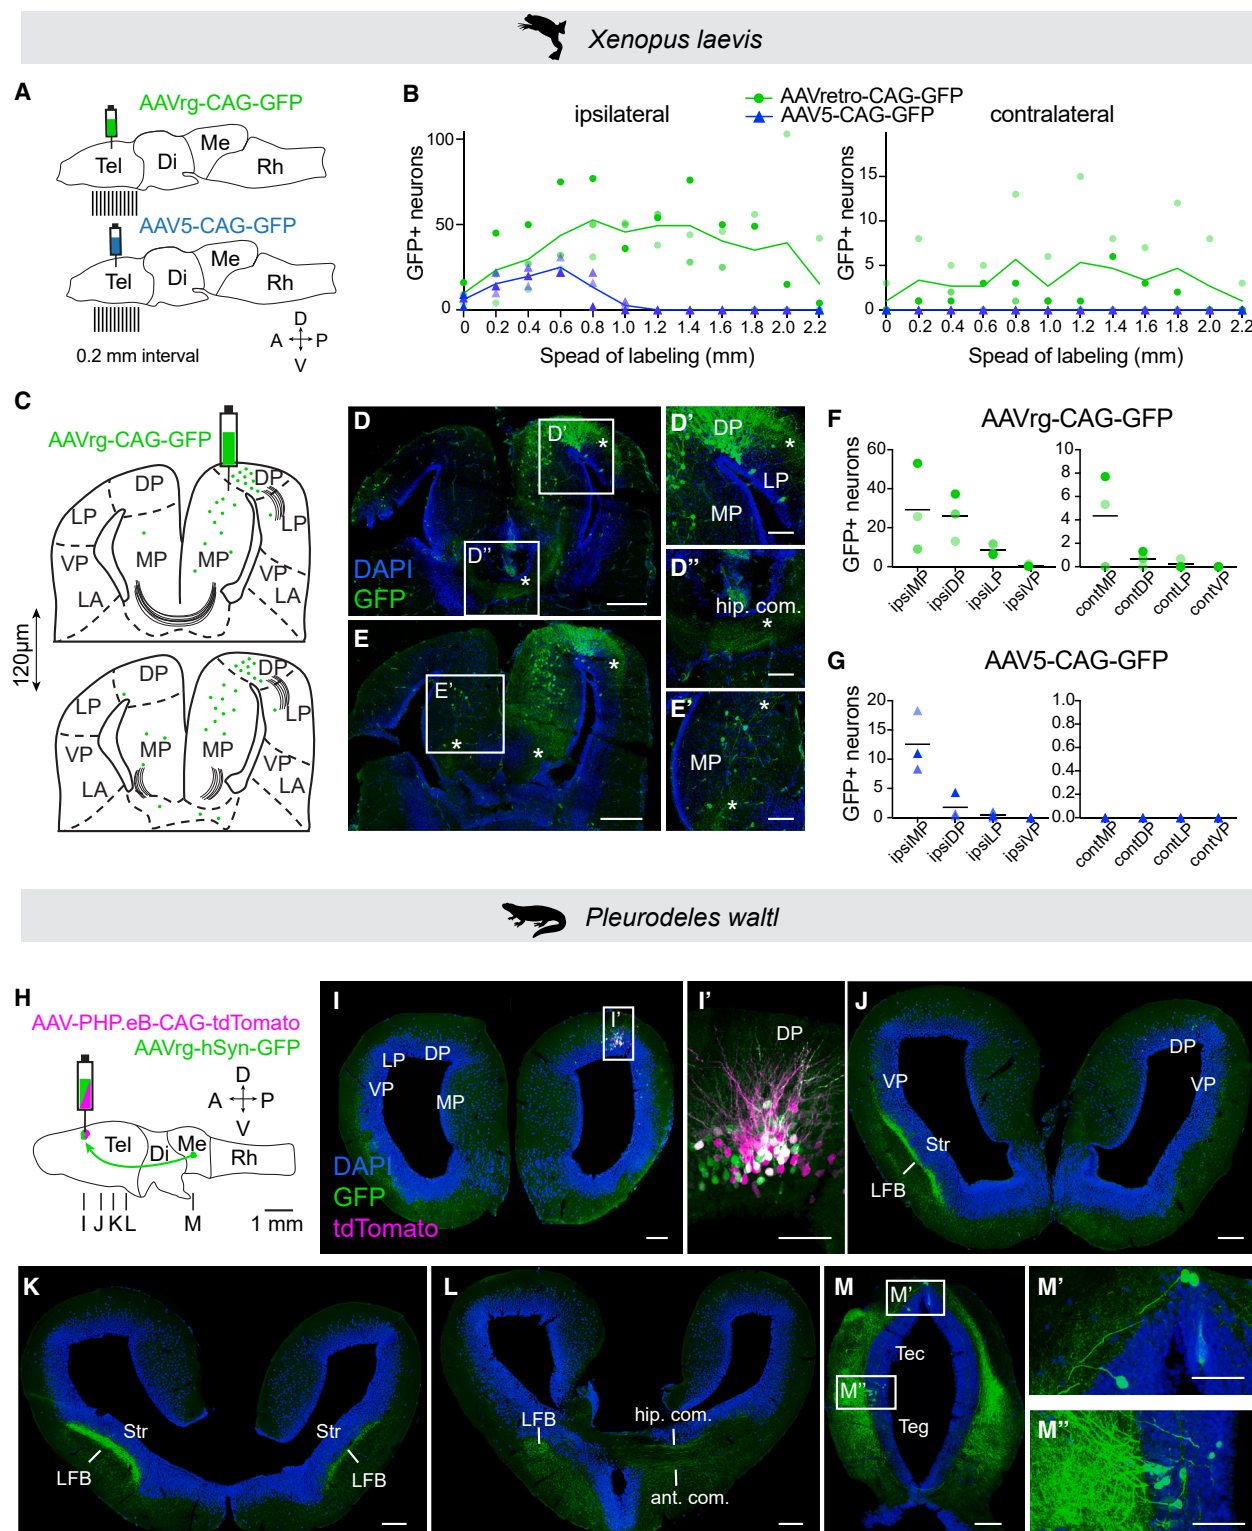 Xenopus laevis
A
AAVrg-CAG-GFP
Tel
Di
Me
Rh
AAV5-CAG-GFP
Tel
Di
Me
Rh
0.2 mm interval
D
A
P
V
B
ipsilateral
AAVretro-CAG-GFP
AAV5-CAG-GFP
contralateral
GFP+ neurons
100
50
0
0 0.2 0.4 0.6 0.8 1.0 1.2 1.4 1.6 1.8 2.0 2.2
Spead of labeling (mm)
GFP+ neurons
15
10
5
0
0 0.2 0.4 0.6 0.8 1.0 1.2 1.4 1.6 1.8 2.0 2.2
Spead of labeling (mm)
C
AAVrg-CAG-GFP
DP
DP
LP
LP
MP
MP
VP
VP
LA
LA
120μm
DP
DP
LP
LP
MP
MP
VP
VP
LA
LA
D
D'
*
D''
*
DAPI
GFP
D'
DP
*
LP
MP
D''
hip. com.
*
E
*
E'
*
*
E'
*
MP
*
F
AAVrg-CAG-GFP
GFP+ neurons
60
40
20
0
ipsiMP
ipsiDP
ipsiLP
ipsiVP
10
8
6
4
2
0
contMP
contDP
contLP
contVP
G
AAV5-CAG-GFP
GFP+ neurons
20
15
10
5
0
ipsiMP
ipsiDP
ipsiLP
ipsiVP
1.0
0.8
0.6
0.4
0.2
0.0
contMP
contDP
contLP
contVP
Pleurodeles waltl
H
AAV-PHP.eB-CAG-tdTomato
AAVrg-hSyn-GFP
D
A
P
V
Tel
Di
Me
Rh
I J K L M
1 mm
I
I'
LP
DP
VP
MP
DAPI
GFP
tdTomato
I'
DP
J
DP
VP
VP
Str
LFB
K
Str
Str
LFB
LFB
L
LFB
hip. com.
ant. com.
M
M'
Tec
M''
Teg
M'
M''